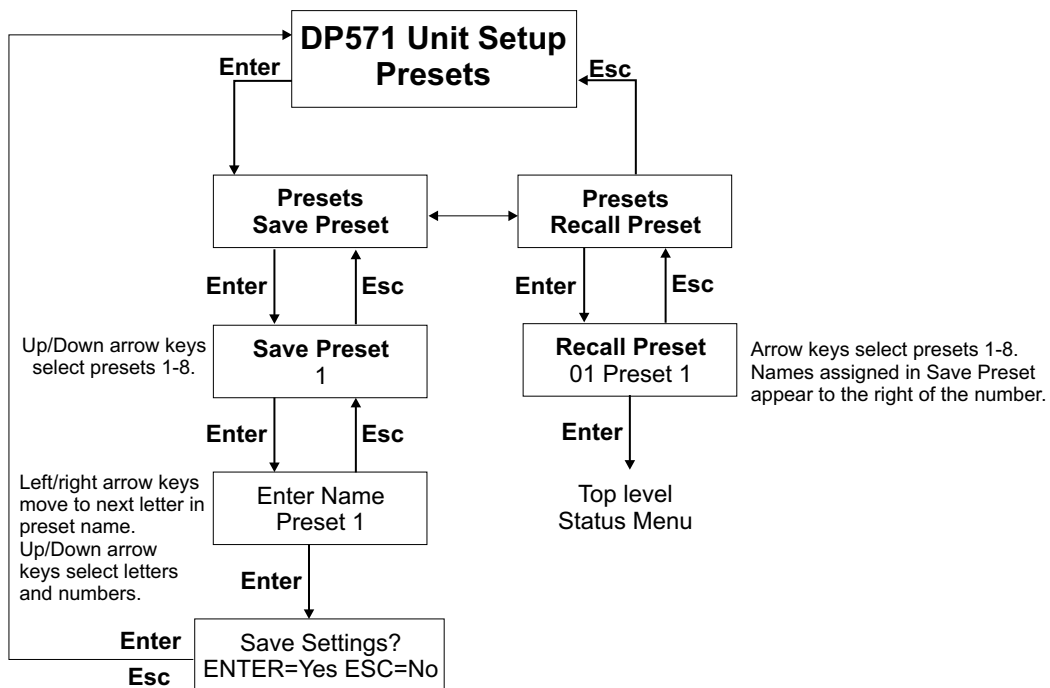 DP571 Unit Setup
Presets
Enter
Esc
Presets
Save Preset
Presets
Recall Preset
Enter
Esc
Enter
Esc
Up/Down arrow keys
select presets 1-8.
Save Preset
1
Recall Preset
01 Preset 1
Arrow keys select presets 1-8.
Names assigned in Save Preset
appear to the right of the number.
Enter
Esc
Enter
Left/right arrow keys
move to next letter in
preset name.
Up/Down arrow
keys select letters
and numbers.
Enter Name
Preset 1
Top level
Status Menu
Enter
Enter
Esc
Save Settings?
ENTER=Yes ESC=No